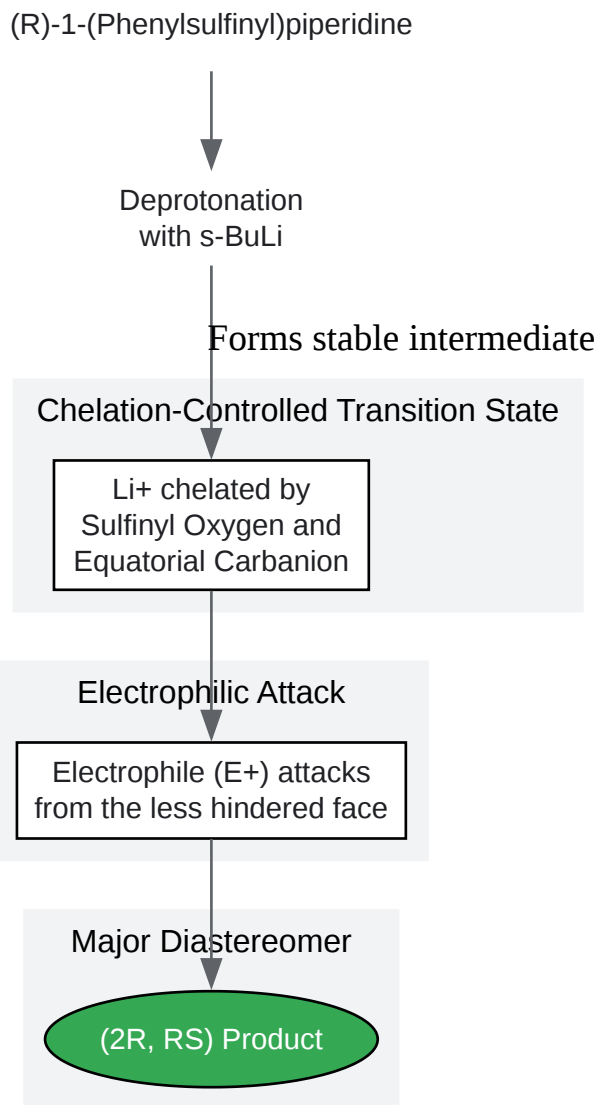 (R)-1-(Phenylsulfinyl)piperidine
Deprotonation
with s-BuLi
Forms stable intermediate
Chelation-Controlled Transition State
Li+ chelated by
Sulfinyl Oxygen and
Equatorial Carbanion
Electrophilic Attack
Electrophile (E+) attacks
from the less hindered face
Major Diastereomer
(2R, RS) Product